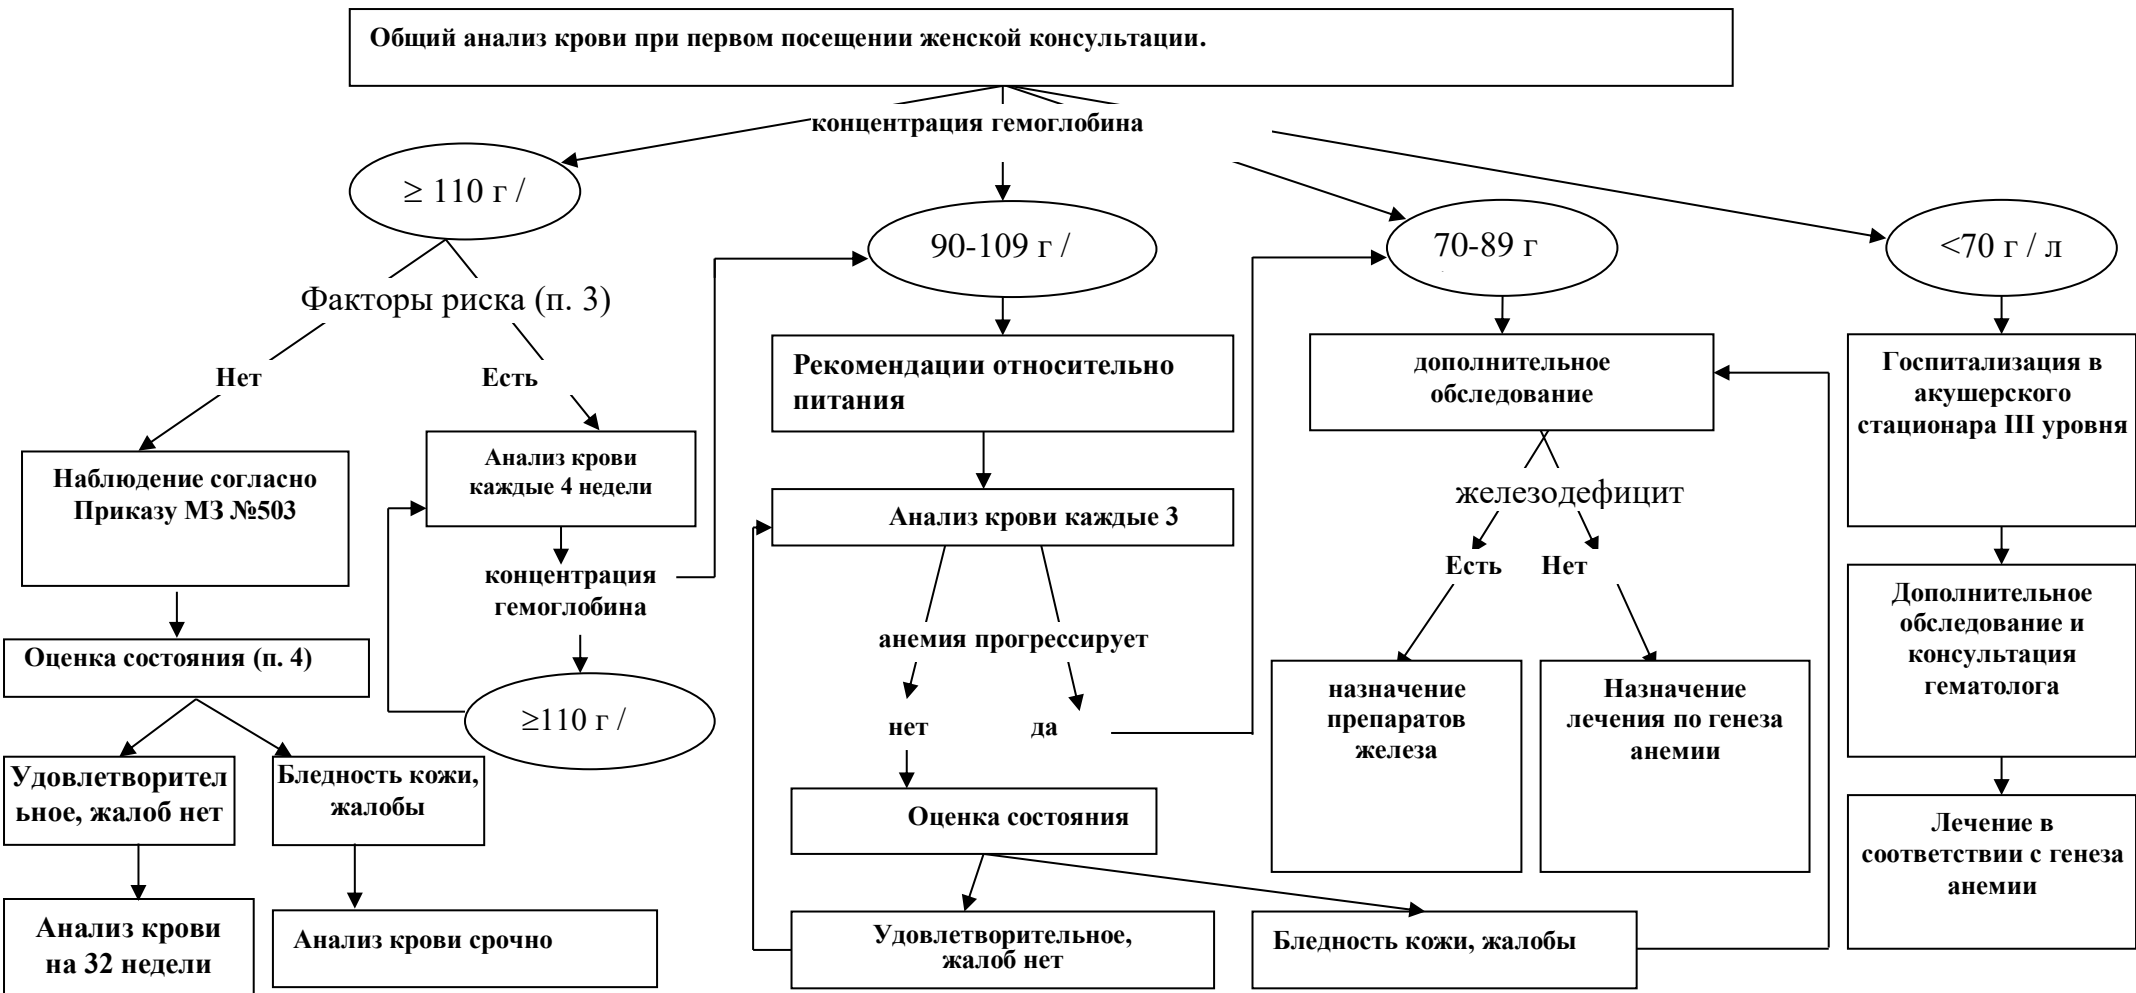 Общий анализ крови при первом посещении женской консультации.
концентрация гемоглобина
≥ 110 г /
90-109 г /
70-89 г
<70 г / л
Факторы риска (п. 3)
Нет
Есть
Наблюдение согласно
Приказу МЗ №503
Анализ крови
каждые 4 недели
концентрация
гемоглобина
≥110 г /
Оценка состояния (п. 4)
Удовлетворител
ьное, жалоб нет
Бледность кожи,
жалобы
Анализ крови
на 32 недели
Анализ крови срочно
Рекомендации относительно
питания
Анализ крови каждые 3
анемия прогрессирует
нет
да
Оценка состояния
Удовлетворительное,
жалоб нет
Бледность кожи, жалобы
дополнительное
обследование
железодефицит
Есть
Нет
назначение
препаратов
железа
Назначение
лечения по генеза
анемии
Госпитализация в
акушерского
стационара III уровня
Дополнительное
обследование и
консультация
гематолога
Лечение в
соответствии с генеза
анемии